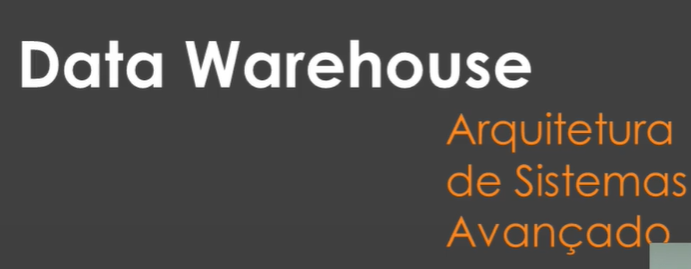 Data Warehouse
Arquitetura
de Sistemas
Avançado